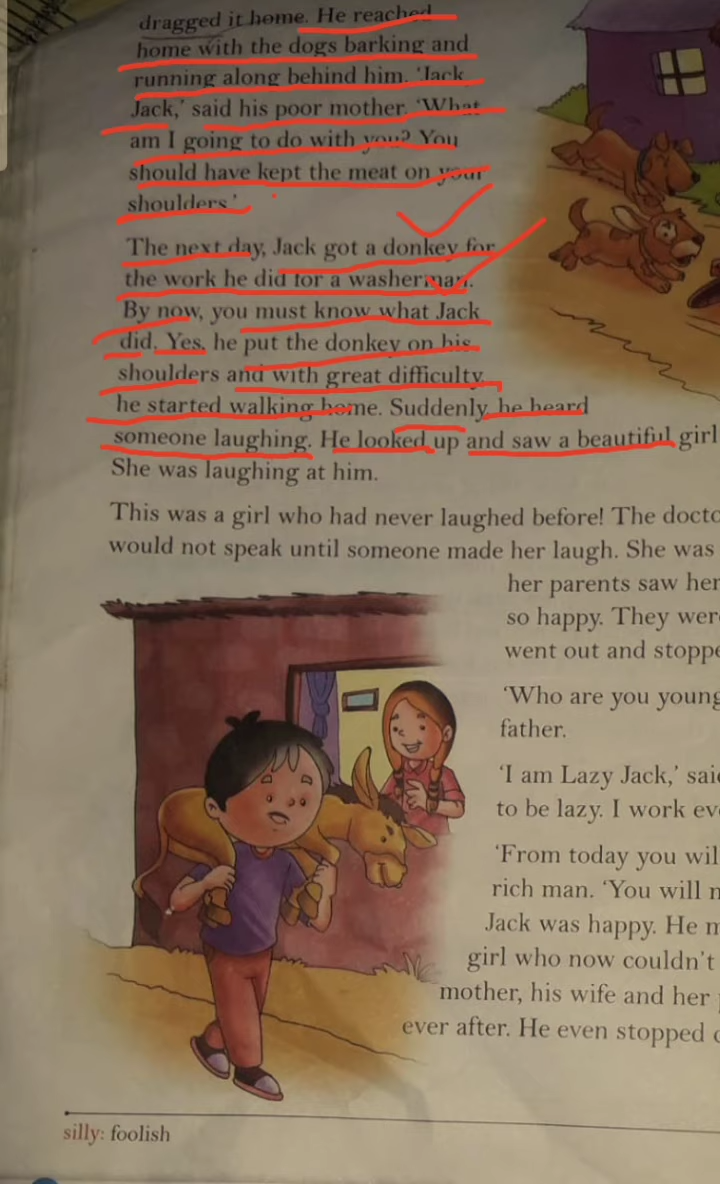 dragged it home. He reached
home with the dogs barking and
running along behind him. 'Jack,
Jack,' said his poor mother. 'What
am I going to do with you? You
should have kept the meat on your
shoulders.'
The next day, Jack got a donkey for
the work he did for a washerman.
By now, you must know what Jack
did. Yes, he put the donkey on his
shoulders and with great difficulty
he started walking home. Suddenly he heard
someone laughing. He looked up and saw a beautiful girl
She was laughing at him.
This was a girl who had never laughed before! The
would not speak until someone made her laugh. She was
her parents saw her
so happy. They
went out and
'Who are you
father.
'I am Lazy Jack,'
to be lazy. I work
'From today you
rich man. 'You will
Jack was happy. He
girl who now couldn't
mother, his wife and her
ever after. He even stopped
silly: foolish